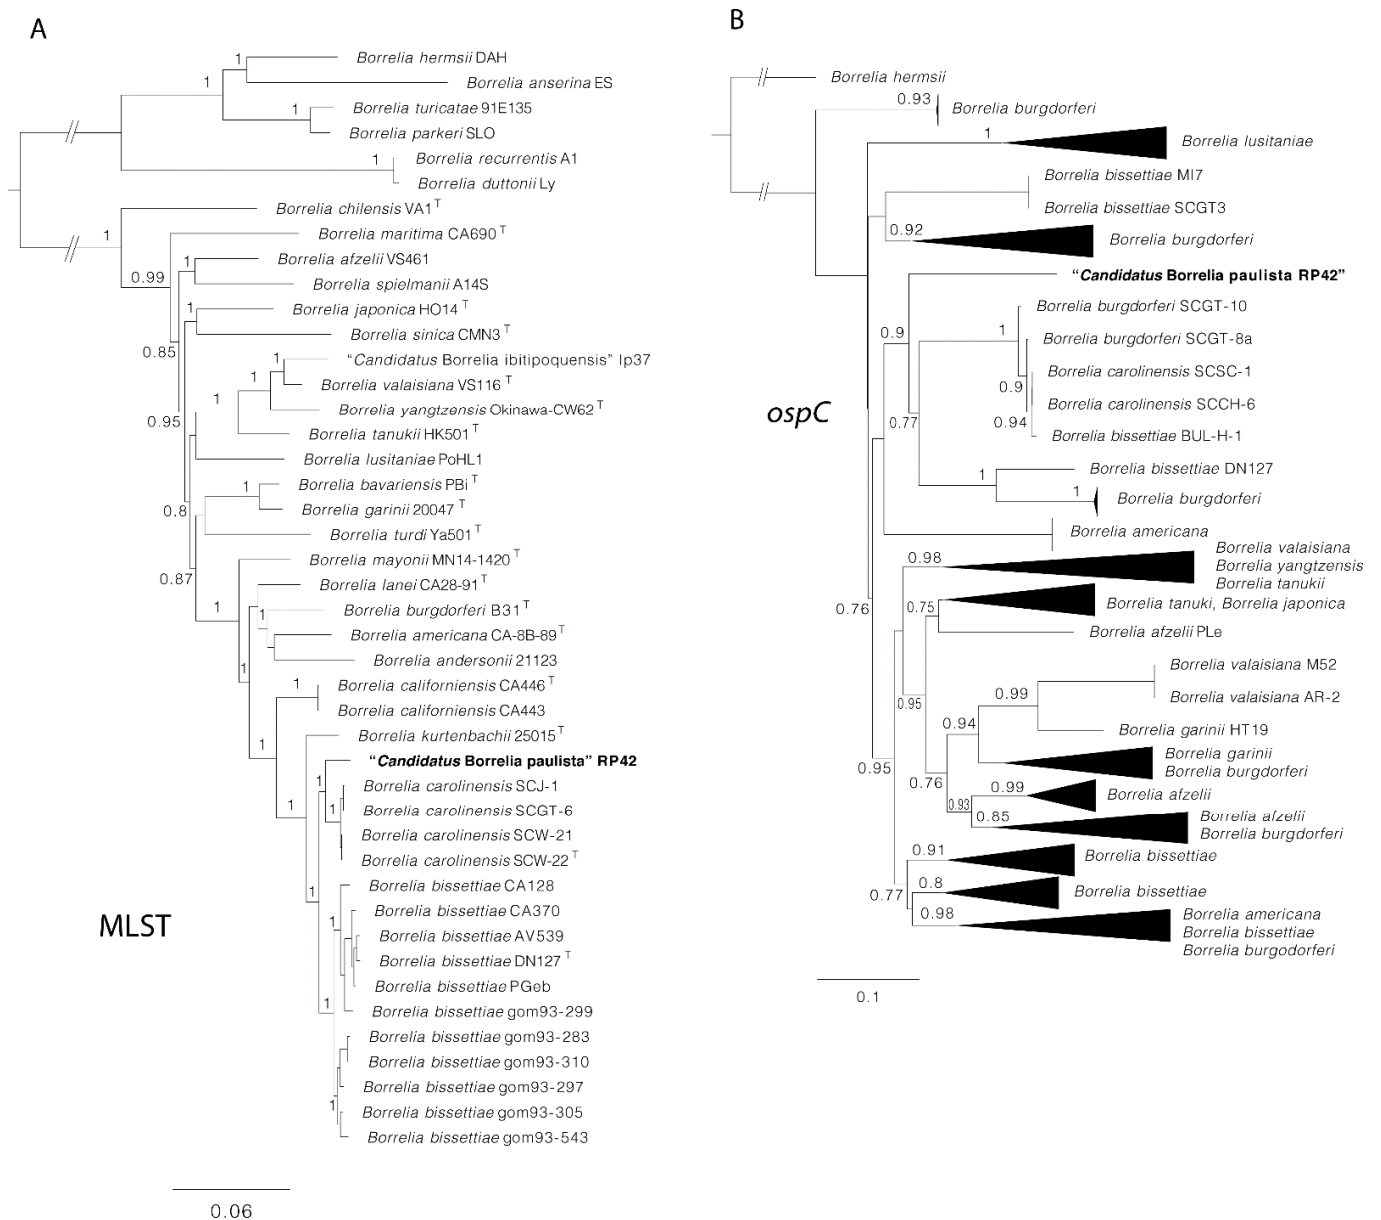 A
1
Borrelia hermsii DAH
1
Borrelia anserina ES
1
Borrelia turicatae 91E135
Borrelia parkeri SLO
1
Borrelia recurrentis A1
Borrelia duttonii Ly
Borrelia chilensis VA1 T
1
Borrelia maritima CA690 T
0.99
1
Borrelia afzelii VS461
Borrelia spielmanii A14S
1
Borrelia japonica HO14 T
Borrelia sinica CMN3 T
0.85
1
"Candidatus Borrelia ibitipoquensis" Ip37
1
Borrelia valaisiana VS116 T
1
Borrelia yangtzensis Okinawa-CW62 T
0.95
Borrelia tanukii HK501 T
Borrelia lusitaniae PoHL1
1
Borrelia bavariensis PBi T
0.8
Borrelia garinii 20047 T
Borrelia turdi Ya501 T
Borrelia mayonii MN14-1420 T
0.87
Borrelia lanei CA28-91 T
1
1
Borrelia burgdorferi B31 T
Borrelia americana CA-8B-89 T
1
Borrelia andersonii 21123
1
Borrelia californiensis CA446 T
Borrelia californiensis CA443
1
Borrelia kurtenbachii 25015 T
"Candidatus Borrelia paulista" RP42
1
Borrelia carolinensis SCJ-1
1
1
Borrelia carolinensis SCGT-6
Borrelia carolinensis SCW-21
Borrelia carolinensis SCW-22 T
1
Borrelia bissettiae CA128
Borrelia bissettiae CA370
1
Borrelia bissettiae AV539
Borrelia bissettiae DN127 T
Borrelia bissettiae PGeb
1
Borrelia bissettiae gom93-299
Borrelia bissettiae gom93-283
Borrelia bissettiae gom93-310
Borrelia bissettiae gom93-297
1
Borrelia bissettiae gom93-305
Borrelia bissettiae gom93-543
MLST
0.06
B
Borrelia hermsii
0.93
Borrelia burgdorferi
1
Borrelia lusitaniae
Borrelia bissettiae MI7
Borrelia bissettiae SCGT3
0.92
Borrelia burgdorferi
"Candidatus Borrelia paulista RP42"
Borrelia burgdorferi SCGT-10
0.9
1
Borrelia burgdorferi SCGT-8a
Borrelia carolinensis SCSC-1
0.9
Borrelia carolinensis SCCH-6
0.77
0.94
Borrelia bissettiae BUL-H-1
ospC
1
Borrelia bissettiae DN127
1
Borrelia burgdorferi
Borrelia americana
0.98
Borrelia valaisiana
Borrelia yangtzensis
Borrelia tanukii
0.76
0.75
Borrelia tanuki, Borrelia japonica
Borrelia afzelii PLe
Borrelia valaisiana M52
0.99
Borrelia valaisiana AR-2
0.95
0.94
Borrelia garinii HT19
Borrelia garinii
Borrelia burgdorferi
0.95
0.76
0.99
Borrelia afzelii
0.93
0.85
Borrelia afzelii
Borrelia burgdorferi
0.91
Borrelia bissettiae
0.8
Borrelia bissettiae
0.77
0.98
Borrelia americana
Borrelia bissettiae
Borrelia burgodorferi
0.1